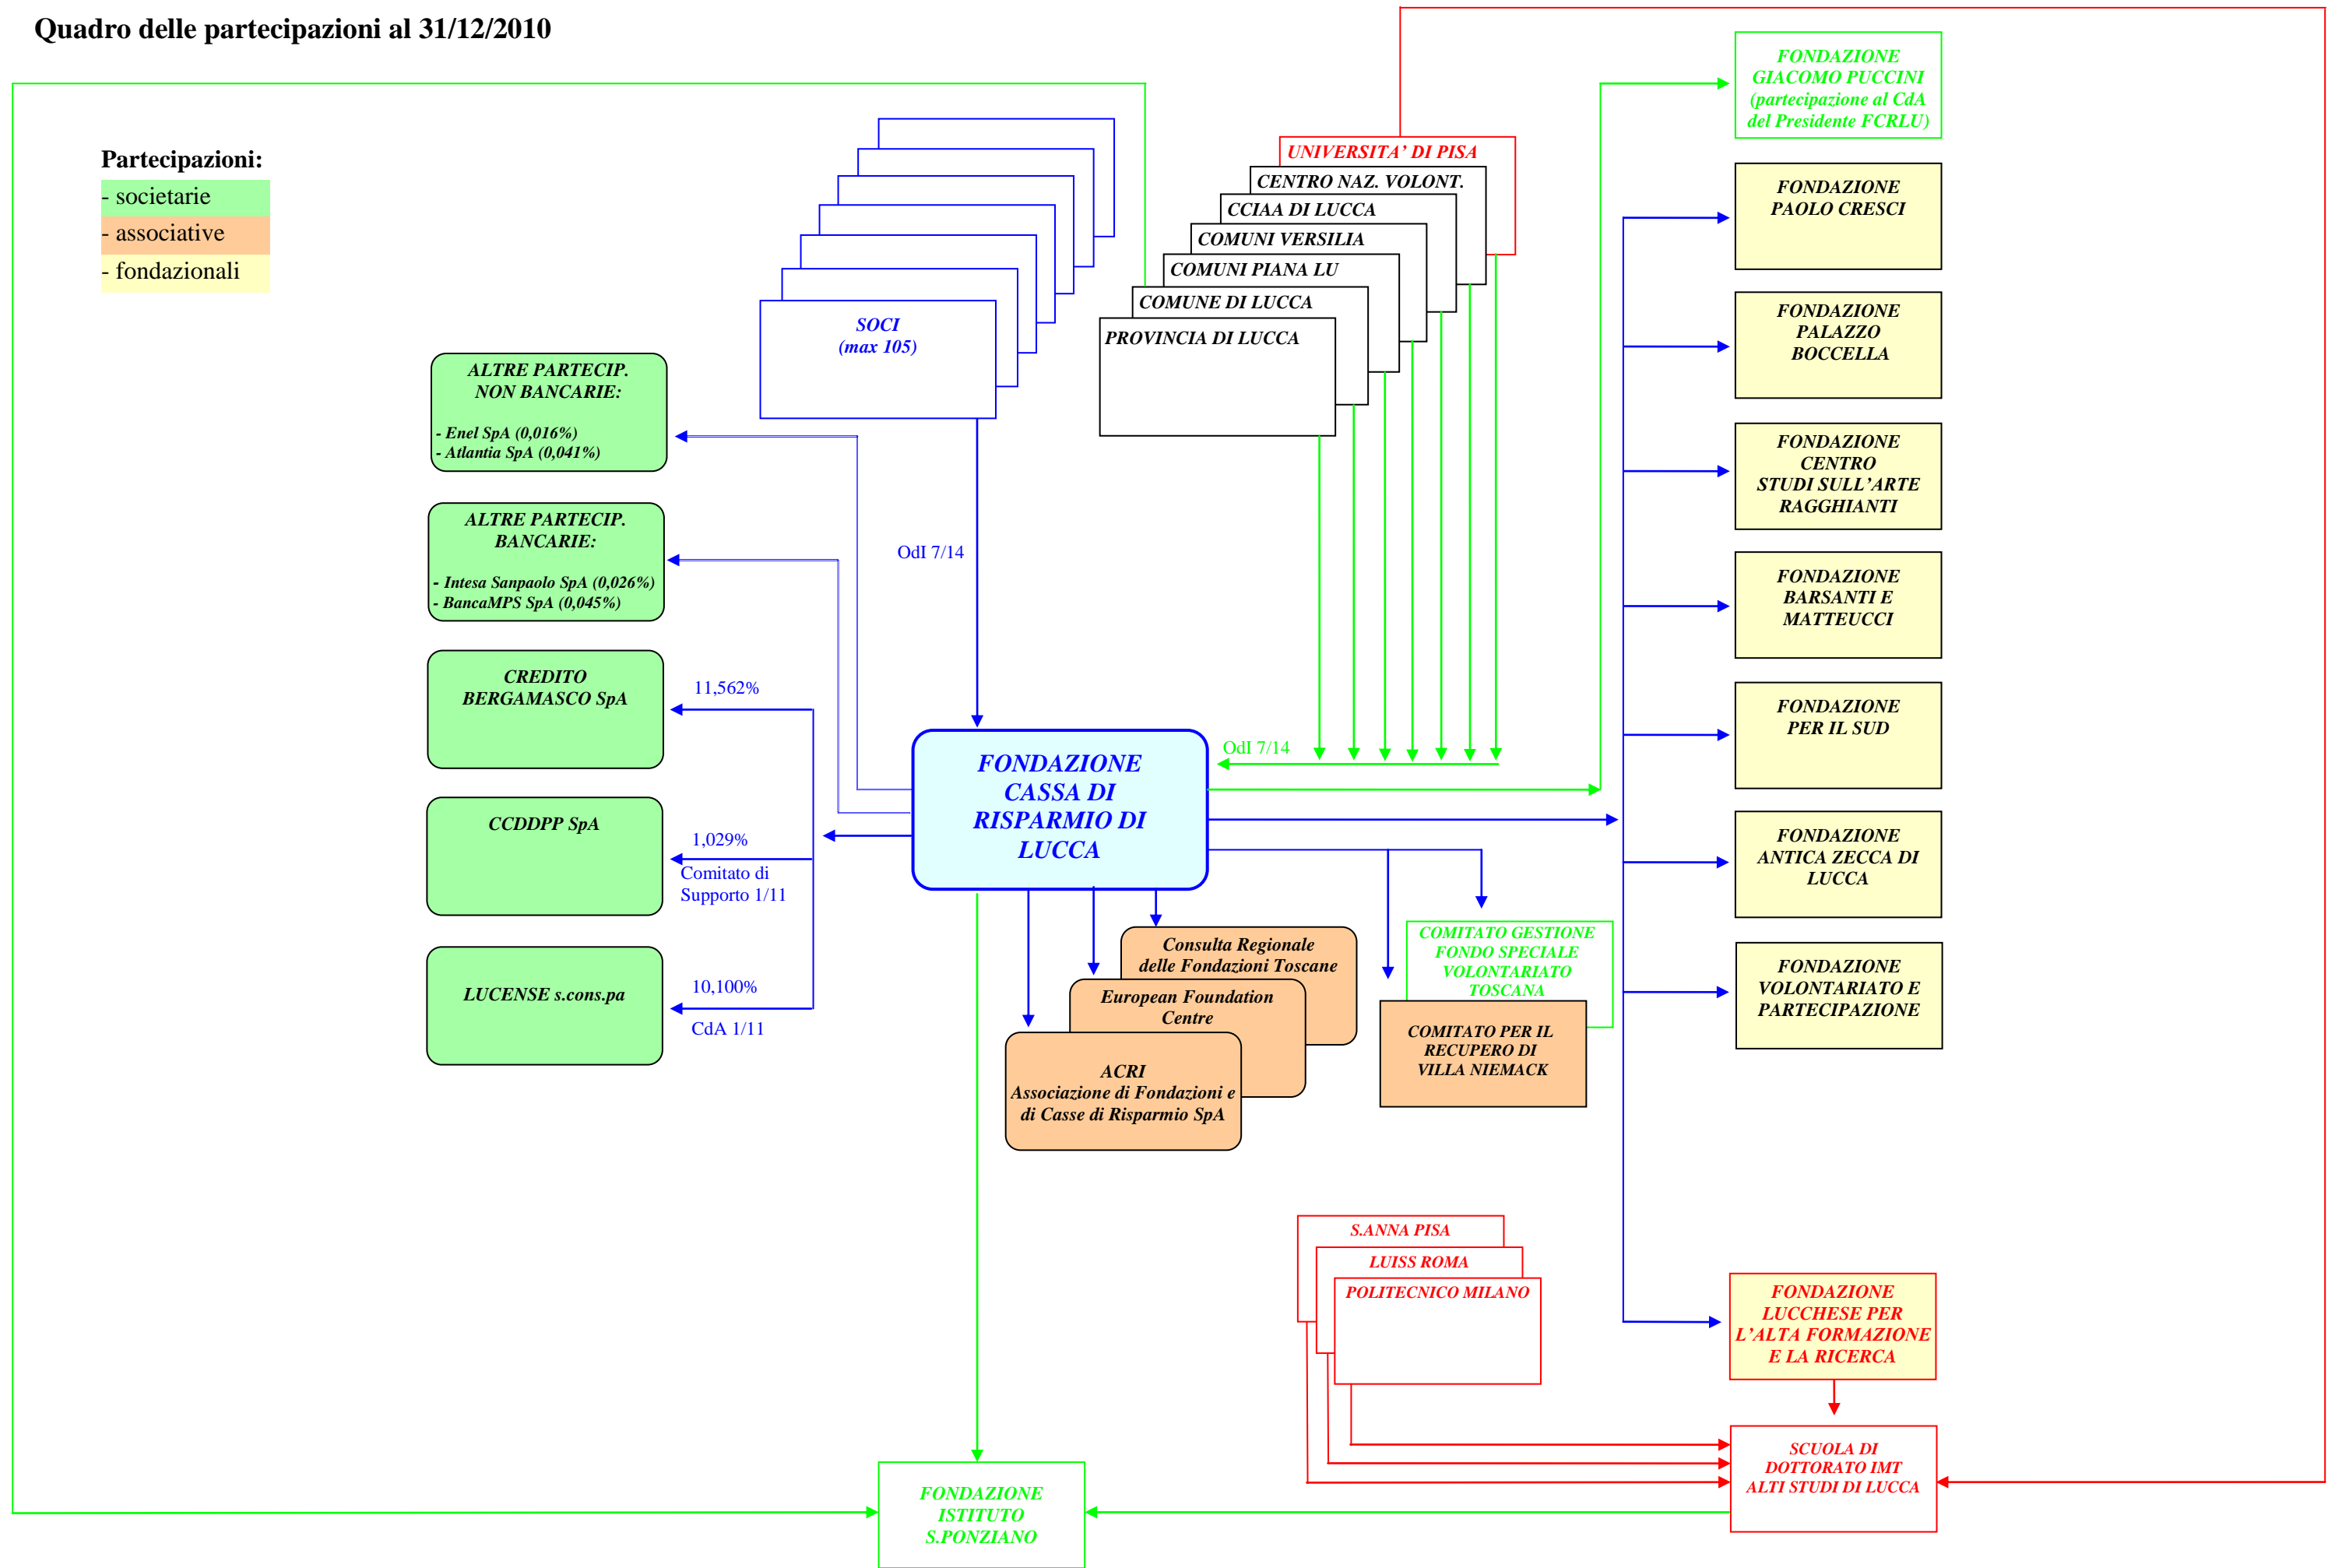 Quadro delle partecipazioni al 31/12/2010
Partecipazioni:
- societarie
- associative
- fondazionali
ALTRE PARTECIP.
NON BANCARIE:
- Enel SpA (0,016%)
- Atlantia SpA (0,041%)
ALTRE PARTECIP.
BANCARIE:
- Intesa Sanpaolo SpA (0,026%)
- BancaMPS SpA (0,045%)
CREDITO
BERGAMASCO SpA
11,562%
CCDDPP SpA
1,029%
Comitato di
Supporto 1/11
LUCENSE s.cons.pa
10,100%
CdA 1/11
SOCI
(max 105)
OdI 7/14
UNIVERSITA’ DI PISA
CENTRO NAZ. VOLONT.
CCIAA DI LUCCA
COMUNI VERSILIA
COMUNI PIANA LU
COMUNE DI LUCCA
PROVINCIA DI LUCCA
OdI 7/14
FONDAZIONE
CASSA DI
RISPARMIO DI
LUCCA
Consulta Regionale
delle Fondazioni Toscane
European Foundation
Centre
ACRI
Associazione di Fondazioni e
di Casse di Risparmio SpA
COMITATO GESTIONE
FONDO SPECIALE
VOLONTARIATO
TOSCANA
COMITATO PER IL
RECUPERO DI
VILLA NIEMACK
FONDAZIONE
GIACOMO PUCCINI
(partecipazione al CdA
del Presidente FCRLU)
FONDAZIONE
PAOLO CRESCI
FONDAZIONE
PALAZZO
BOCCELLA
FONDAZIONE
CENTRO
STUDI SULL’ARTE
RAGGHIANTI
FONDAZIONE
BARSANTI E
MATTEUCCI
FONDAZIONE
PER IL SUD
FONDAZIONE
ANTICA ZECCA DI
LUCCA
FONDAZIONE
VOLONTARIATO E
PARTECIPAZIONE
S.ANNA PISA
LUISS ROMA
POLITECNICO MILANO
FONDAZIONE
LUCCHESE PER
L’ALTA FORMAZIONE
E LA RICERCA
SCUOLA DI
DOTTORATO IMT
ALTI STUDI DI LUCCA
FONDAZIONE
ISTITUTO
S.PONZIANO